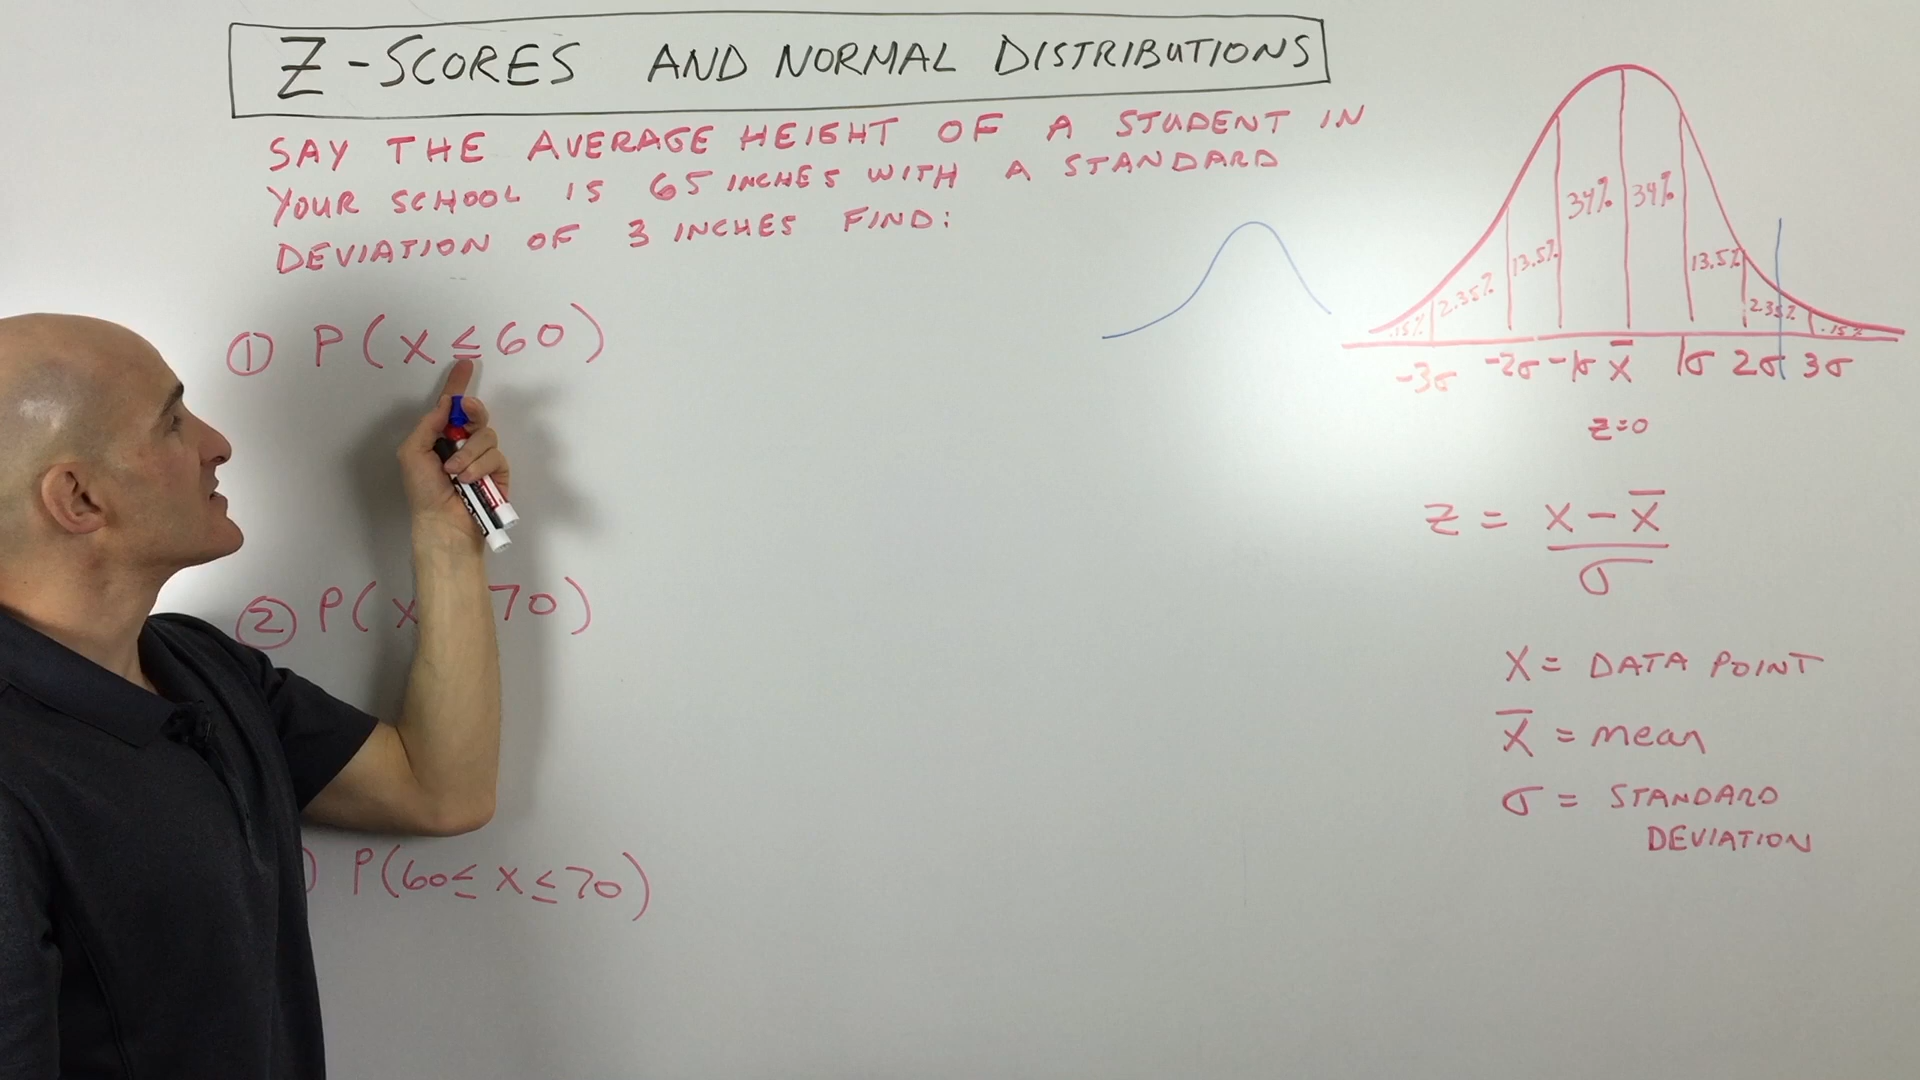 Z-SCORES AND NORMAL DISTRIBUTIONS
SAY THE AVERAGE HEIGHT OF A STUDENT IN
YOUR SCHOOL IS 65 INCHES WITH A STANDARD
DEVIATION OF 3 INCHES FIND:
① P(X≤60)
② P(X 70)
) P(60≤X≤70)
34% 34%
13.5% 13.5%
2.35% 2.35%
.15% .15%
-3σ -2σ -1σ x̄ 1σ 2σ 3σ
z=0
z = x-x̄
σ
X = DATA POINT
X̄ = mean
σ = STANDARD
DEVIATION